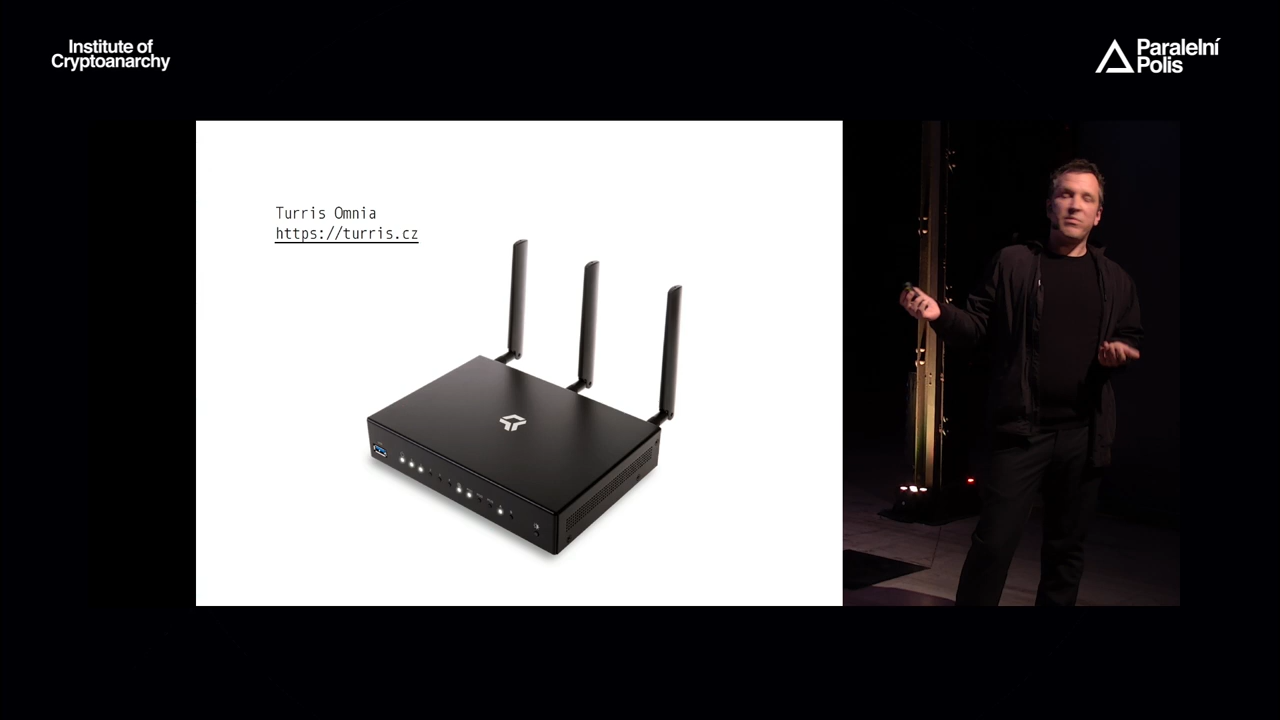 Institute of
Cryptoanarchy
Paralelní
Polis
Turris Omnia
https://turris.cz